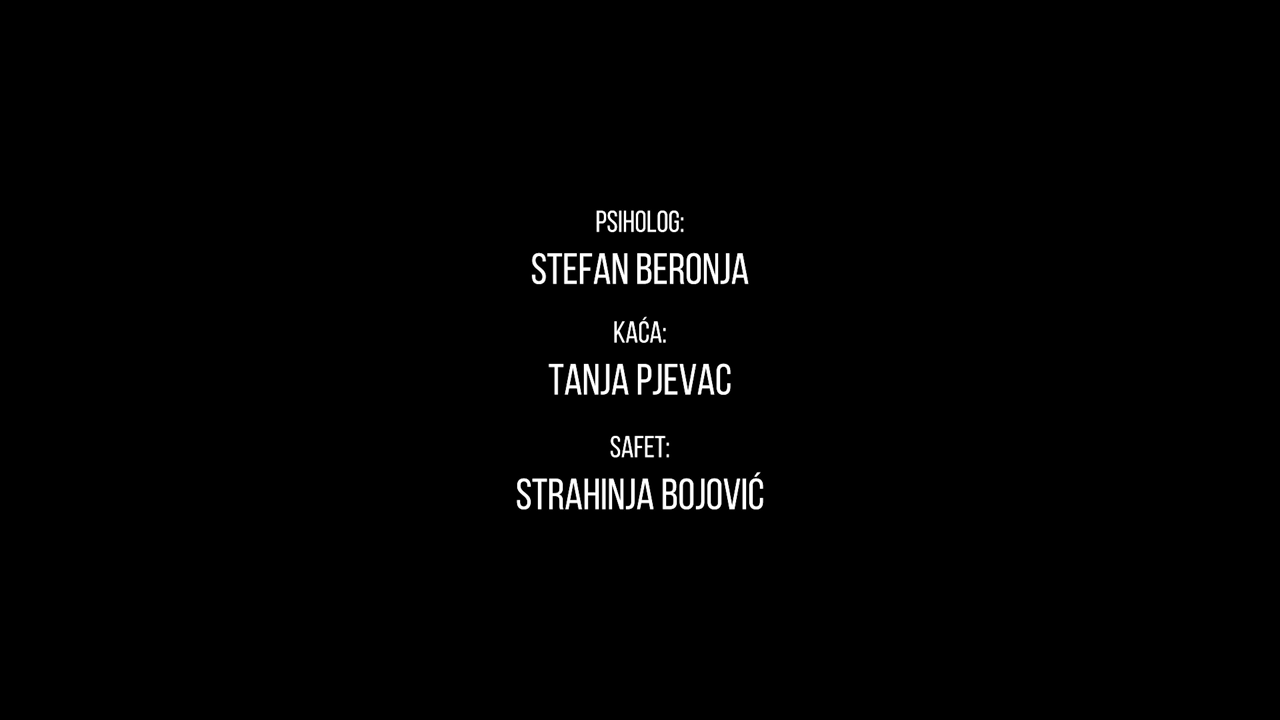 PSIHOLOG:
STEFAN BERONJA
KAĆA:
TANJA PJEVAC
SAFET:
STRAHINJA BOJOVIĆ